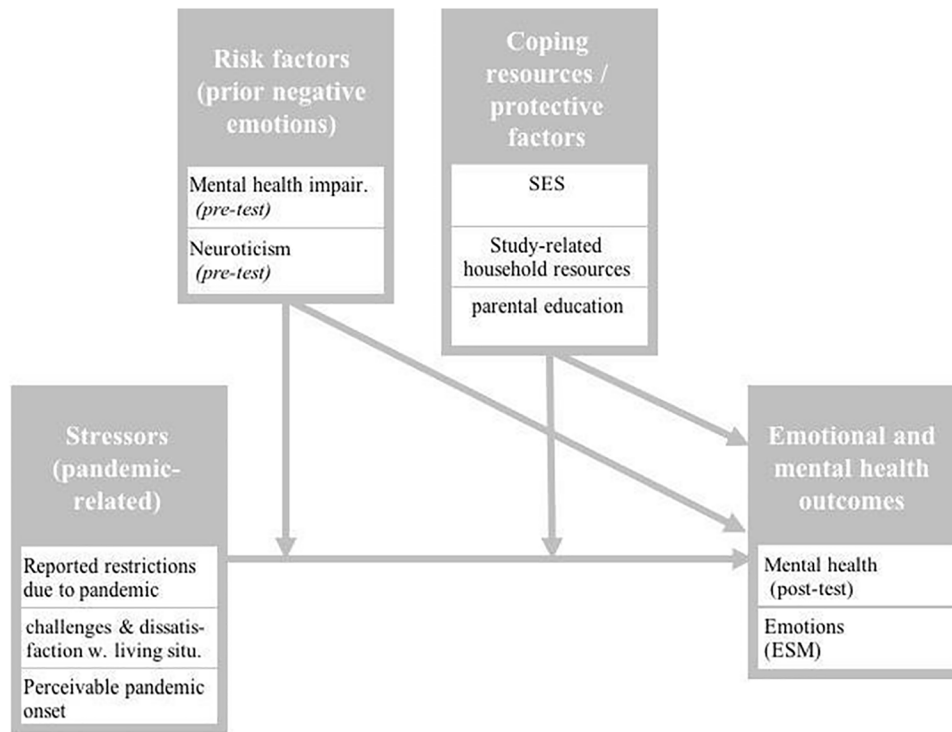 Risk factors
(prior negative
emotions)
Mental health impair.
(pre-test)
Neuroticism
(pre-test)
Coping
resources /
protective
factors
SES
Study-related
household resources
parental education
Stressors
(pandemic-
related)
Reported restrictions
due to pandemic
challenges & dissatis-
faction w. living situ.
Perceivable pandemic
onset
Emotional and
mental health
outcomes
Mental health
(post-test)
Emotions
(ESM)